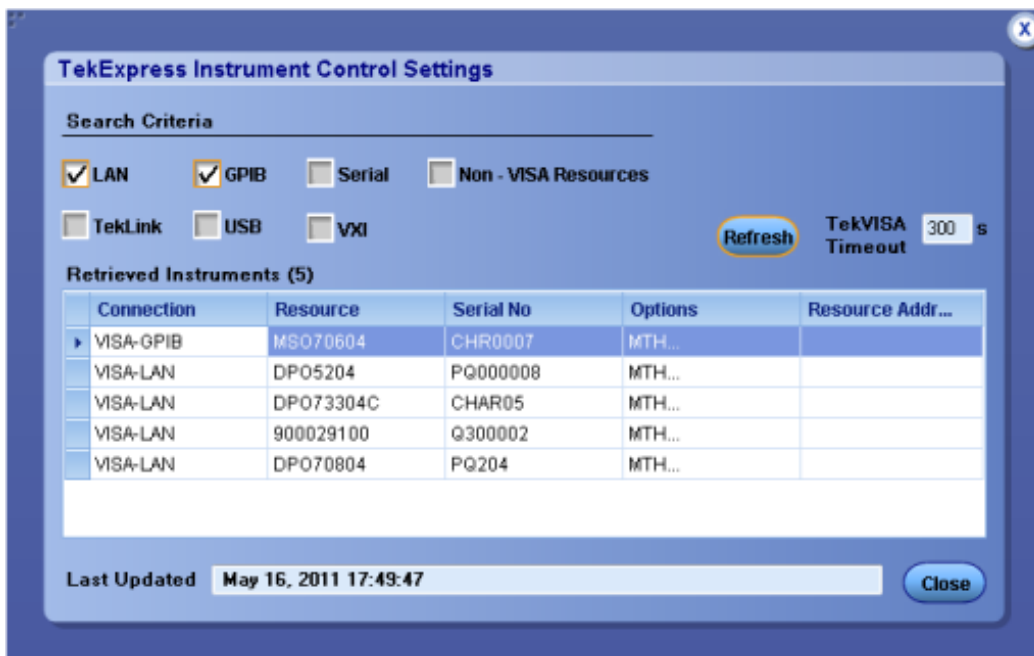 X
TekExpress Instrument Control Settings
Search Criteria
LAN GPIB Serial Non - VISA Resources
TekLink USB VXI Refresh TekVISA Timeout 300 s
Retrieved Instruments (5)
Connection Resource Serial No Options Resource Addr...
VISA-GPIB MSO70604 CHR0007 MTH...
VISA-LAN DPO5204 PQ000008 MTH...
VISA-LAN DPO73304C CHAR05 MTH...
VISA-LAN 900029100 Q300002 MTH...
VISA-LAN DPO70804 PQ204 MTH...
Last Updated May 16, 2011 17:49:47 Close